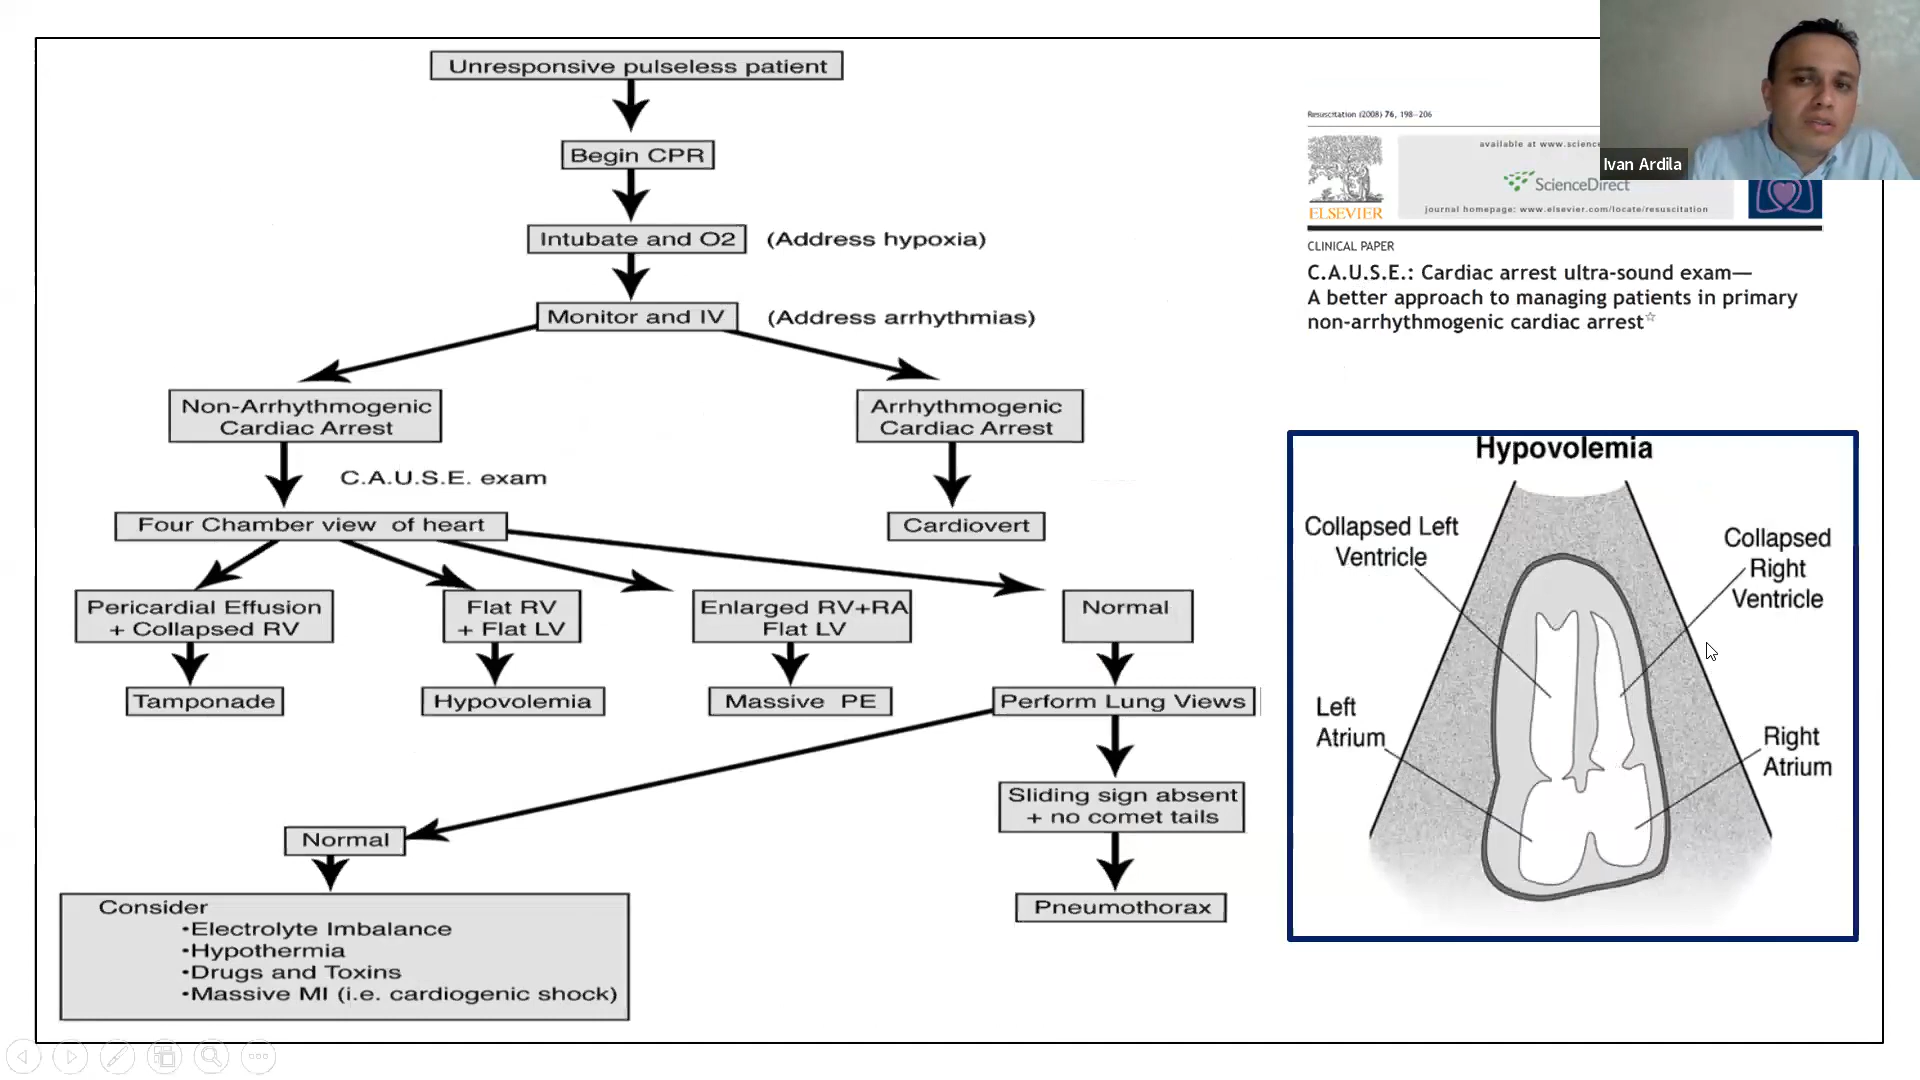 Unresponsive pulseless patient
Begin CPR
Intubate and O2 (Address hypoxia)
Monitor and IV (Address arrhythmias)
Non-Arrhythmogenic
Cardiac Arrest
Arrhythmogenic
Cardiac Arrest
C.A.U.S.E. exam
Four Chamber view of heart
Cardiovert
Pericardial Effusion
+ Collapsed RV
Flat RV
+ Flat LV
Enlarged RV+RA
Flat LV
Normal
Tamponade
Hypovolemia
Massive PE
Perform Lung Views
Sliding sign absent
+ no comet tails
Normal
Pneumothorax
Consider
•Electrolyte Imbalance
•Hypothermia
•Drugs and Toxins
•Massive MI (i.e. cardiogenic shock)
Resuscitation (2008) 76, 198–206
available at www.science
ScienceDirect
ELSEVIER
journal homepage: www.elsevier.com/locate/resuscitation
CLINICAL PAPER
C.A.U.S.E.: Cardiac arrest ultra-sound exam—
A better approach to managing patients in primary
non-arrhythmogenic cardiac arrest☆
Ivan Ardila
Hypovolemia
Collapsed Left
Ventricle
Collapsed
Right
Ventricle
Left
Atrium
Right
Atrium